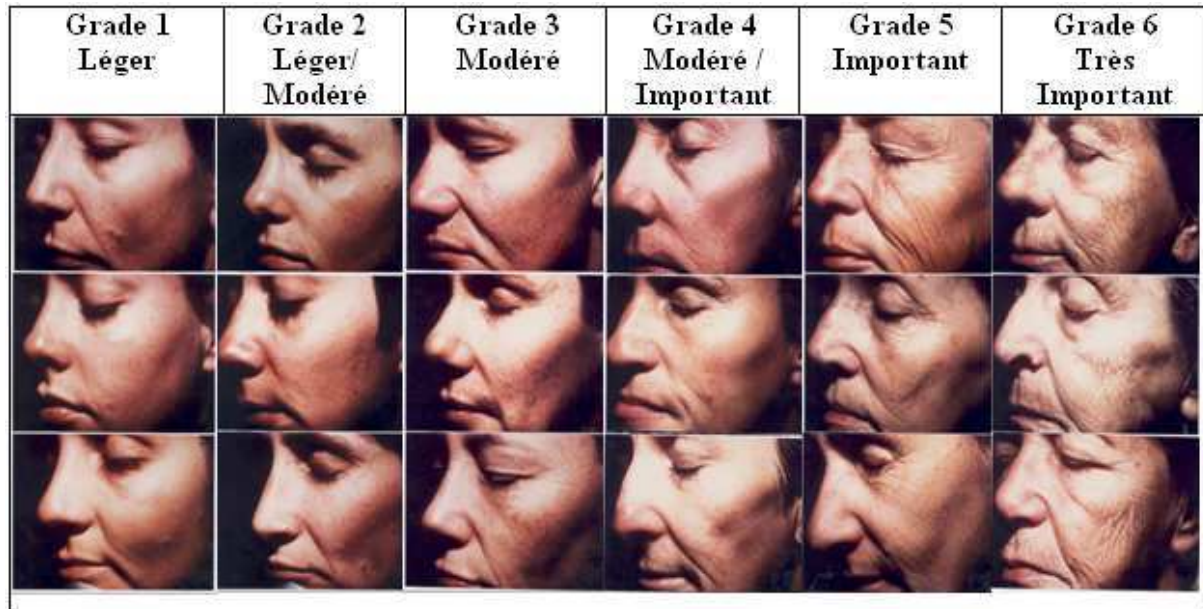 Grade 1
Léger
Grade 2
Léger/
Modéré
Grade 3
Modéré
Grade 4
Modéré /
Important
Grade 5
Important
Grade 6
Très
Important